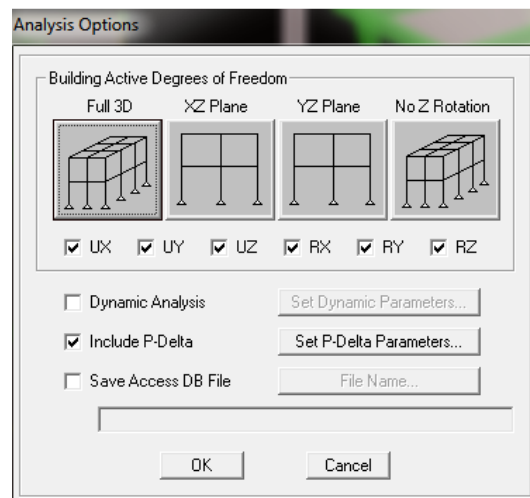 Analysis Options
Building Active Degrees of Freedom
Full 3D XZ Plane YZ Plane No Z Rotation
UX UY UZ RX RY RZ
Dynamic Analysis Set Dynamic Parameters...
Include P-Delta Set P-Delta Parameters...
Save Access DB File File Name...
OK Cancel